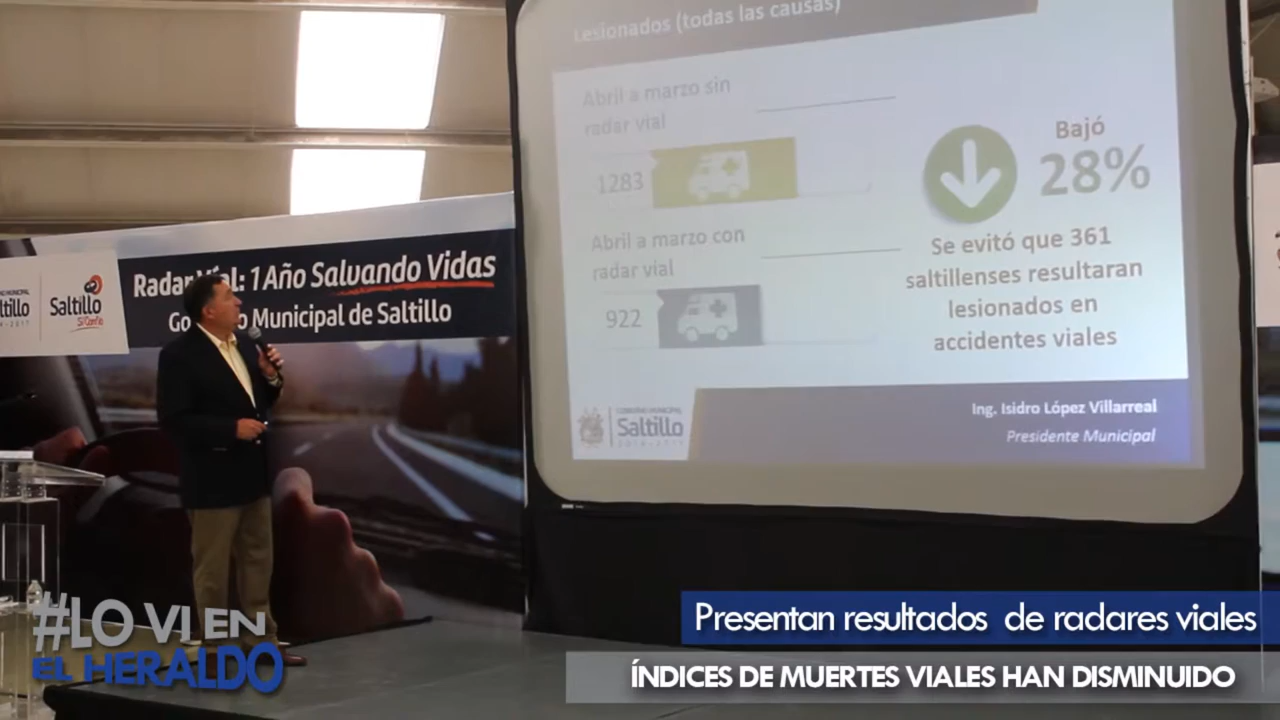 Lesionados (todas las causas)
Abril a marzo sin
radar vial
1283
Bajó
28%
Abril a marzo con
radar vial
922
Se evitó que 361
saltillenses resultaran
lesionados en
accidentes viales
Ing. Isidro López Villarreal
Presidente Municipal
GOBIERNO MUNICIPAL
Saltillo
Radar Vial: 1 Año Salvando Vidas
Municipal de Saltillo
Saltillo
#LO VI EN
EL HERALDO
Presentan resultados de radares viales
ÍNDICES DE MUERTES VIALES HAN DISMINUIDO